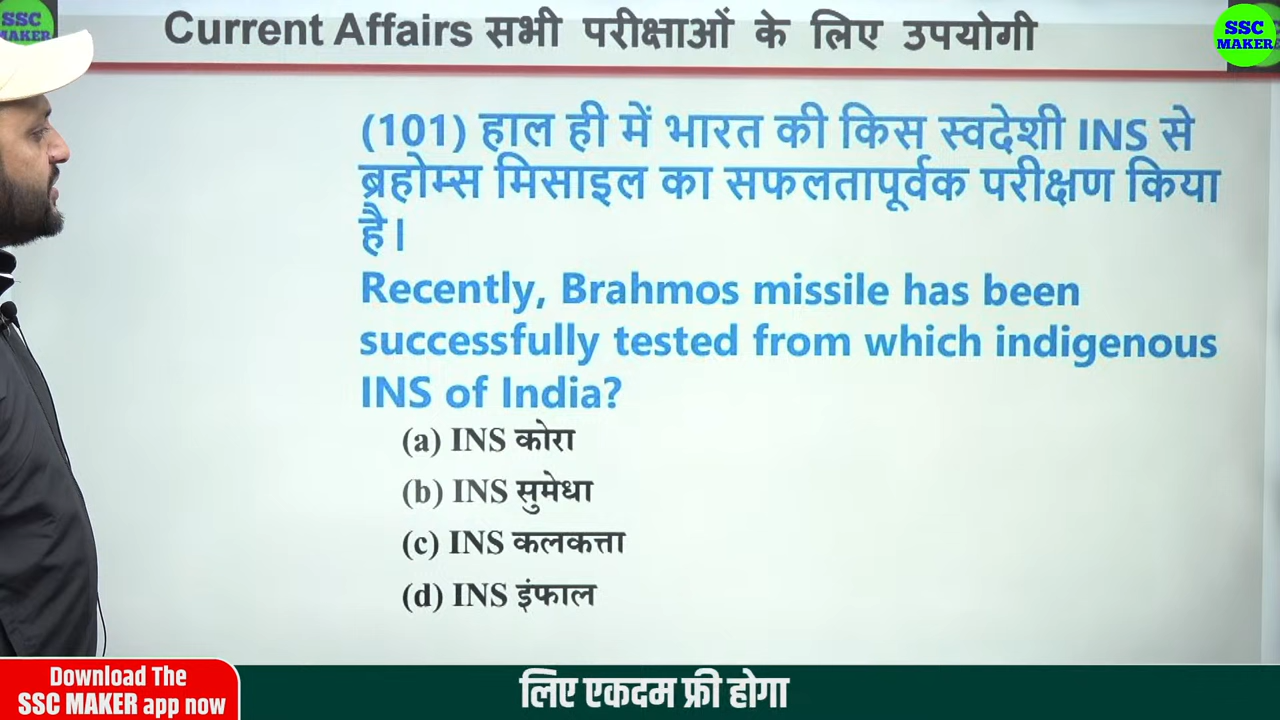 SSC
MAKER
Current Affairs सभी परीक्षाओं के लिए उपयोगी
SSC
MAKER
(101) हाल ही में भारत की किस स्वदेशी INS से
ब्रहोम्स मिसाइल का सफलतापूर्वक परीक्षण किया
है।
Recently, Brahmos missile has been
successfully tested from which indigenous
INS of India?
(a) INS कोरा
(b) INS सुमेधा
(c) INS कलकत्ता
(d) INS इंफाल
Download The
SSC MAKER app now
लिए एकदम फ्री होगा